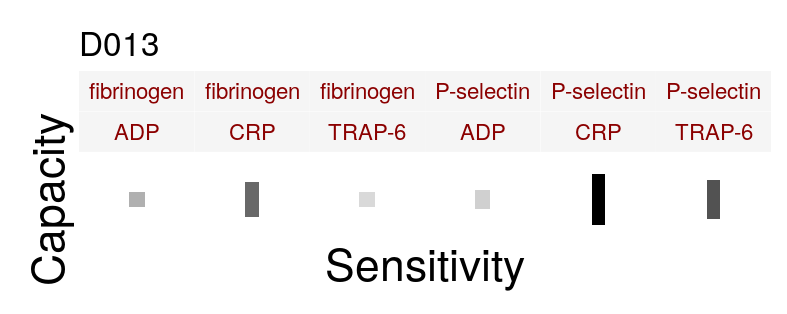 D013
fibrinogen fibrinogen fibrinogen P-selectin P-selectin P-selectin
ADP CRP TRAP-6 ADP CRP TRAP-6
Capacity
Sensitivity